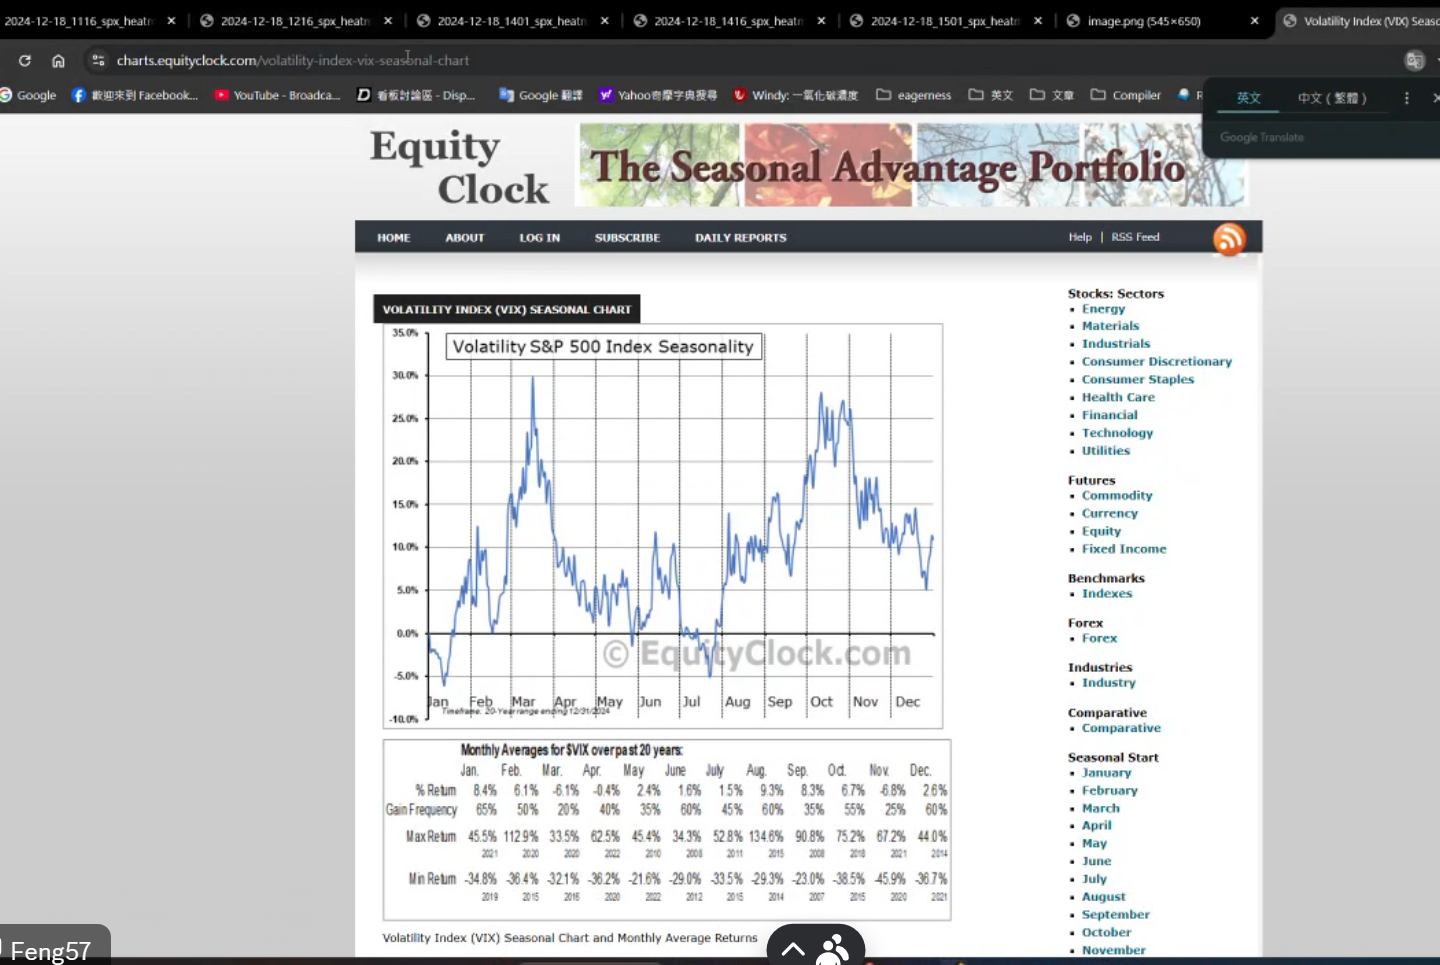 2024-12-18_1116_spx_heatm 2024-12-18_1216_spx_heatm 2024-12-18_1401_spx_heatm 2024-12-18_1416_spx_heatm 2024-12-18_1501_spx_heatm image.png (545×650) Volatility Index (VIX) Seaso
charts.equityclock.com/volatility-index-vix-seasonal-chart
Google 歡迎來到 Facebook... YouTube - Broadca... 看板討論區 - Disp... Google 翻譯 Yahoo奇摩字典搜尋 Windy: 一氧化碳濃度 eagerness 英文 文章 Compiler R
英文 中文 (繁體)
Google Translate
Equity
Clock
The Seasonal Advantage Portfolio
HOME ABOUT LOG IN SUBSCRIBE DAILY REPORTS Help | RSS Feed
VOLATILITY INDEX (VIX) SEASONAL CHART
Volatility S&P 500 Index Seasonality
35.0%
30.0%
25.0%
20.0%
15.0%
10.0%
5.0%
0.0%
-5.0%
-10.0%
© EquityClock.com
Jan Feb Mar Apr May Jun Jul Aug Sep Oct Nov Dec
Timeframe: 20-Year range ending 12/31/2024
Monthly Averages for $VIX over past 20 years:
Jan. Feb. Mar. Apr. May June July Aug. Sep. Oct. Nov. Dec.
% Return 8.4% 6.1% -6.1% -0.4% 2.4% 1.6% 1.5% 9.3% 8.3% 6.7% -6.8% 2.6%
Gain Frequency 65% 50% 20% 40% 35% 60% 45% 60% 35% 55% 25% 60%
Max Return 45.5% 112.9% 33.5% 62.5% 45.4% 34.3% 52.8% 134.6% 90.8% 75.2% 67.2% 44.0%
2021 2020 2020 2022 2010 2008 2011 2015 2008 2018 2021 2014
Min Return -34.8% -36.4% -32.1% -36.2% -21.6% -29.0% -33.5% -29.3% -23.0% -38.5% -45.9% -36.7%
2019 2015 2016 2020 2022 2012 2015 2014 2007 2015 2020 2021
Volatility Index (VIX) Seasonal Chart and Monthly Average Returns
Stocks: Sectors
Energy
Materials
Industrials
Consumer Discretionary
Consumer Staples
Health Care
Financial
Technology
Utilities
Futures
Commodity
Currency
Equity
Fixed Income
Benchmarks
Indexes
Forex
Forex
Industries
Industry
Comparative
Comparative
Seasonal Start
January
February
March
April
May
June
July
August
September
October
November
Feng57